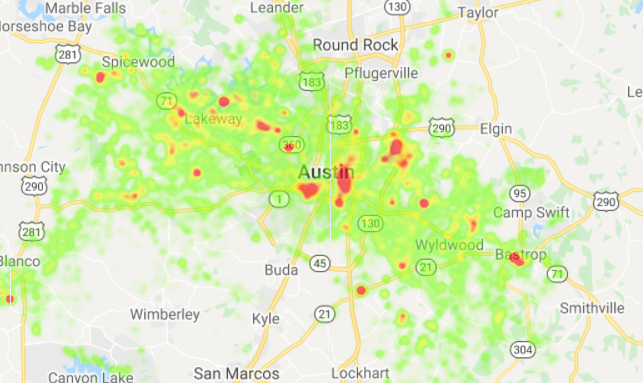 Marble Falls
Leander
130
Taylor
Horseshoe Bay
281
Round Rock
Spicewood
Pflugerville
183
71
Lakeway
183
290
Elgin
360
Austin
290
95
290
1
Camp Swift
130
281
Wyldwood
Bastrop
Blanco
45
21
71
Buda
Wimberley
Kyle
21
Smithville
304
San Marcos
Lockhart
Canyon Lake